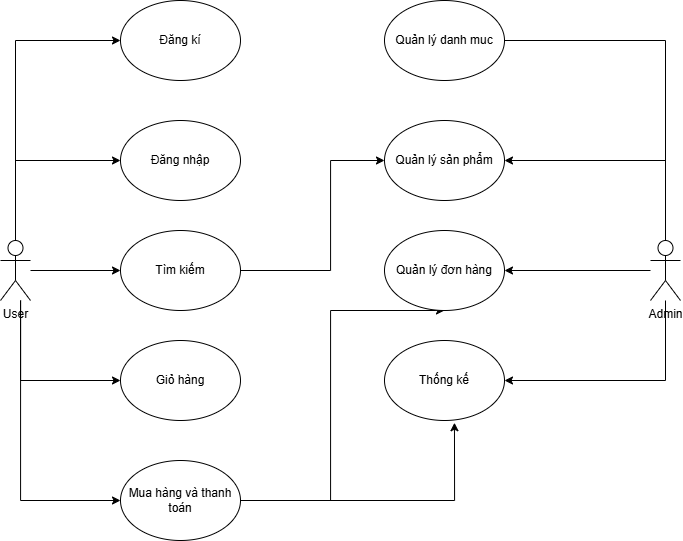 Đăng kí
Quản lý danh muc
Đăng nhập
Quản lý sản phẩm
Tìm kiếm
Quản lý đơn hàng
User
Admin
Giỏ hàng
Thống kế
Mua hàng và thanh
toán